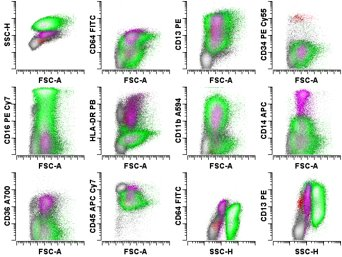 SSC-H
FSC-A
CD64 FITC
FSC-A
CD13 PE
FSC-A
CD34 PE Cy55
FSC-A
CD16 PE Cy7
FSC-A
HLA-DR PB
FSC-A
CD11b A594
FSC-A
CD14 APC
FSC-A
CD36 A700
FSC-A
CD45 APC Cy7
FSC-A
CD64 FITC
SSC-H
CD13 PE
SSC-H